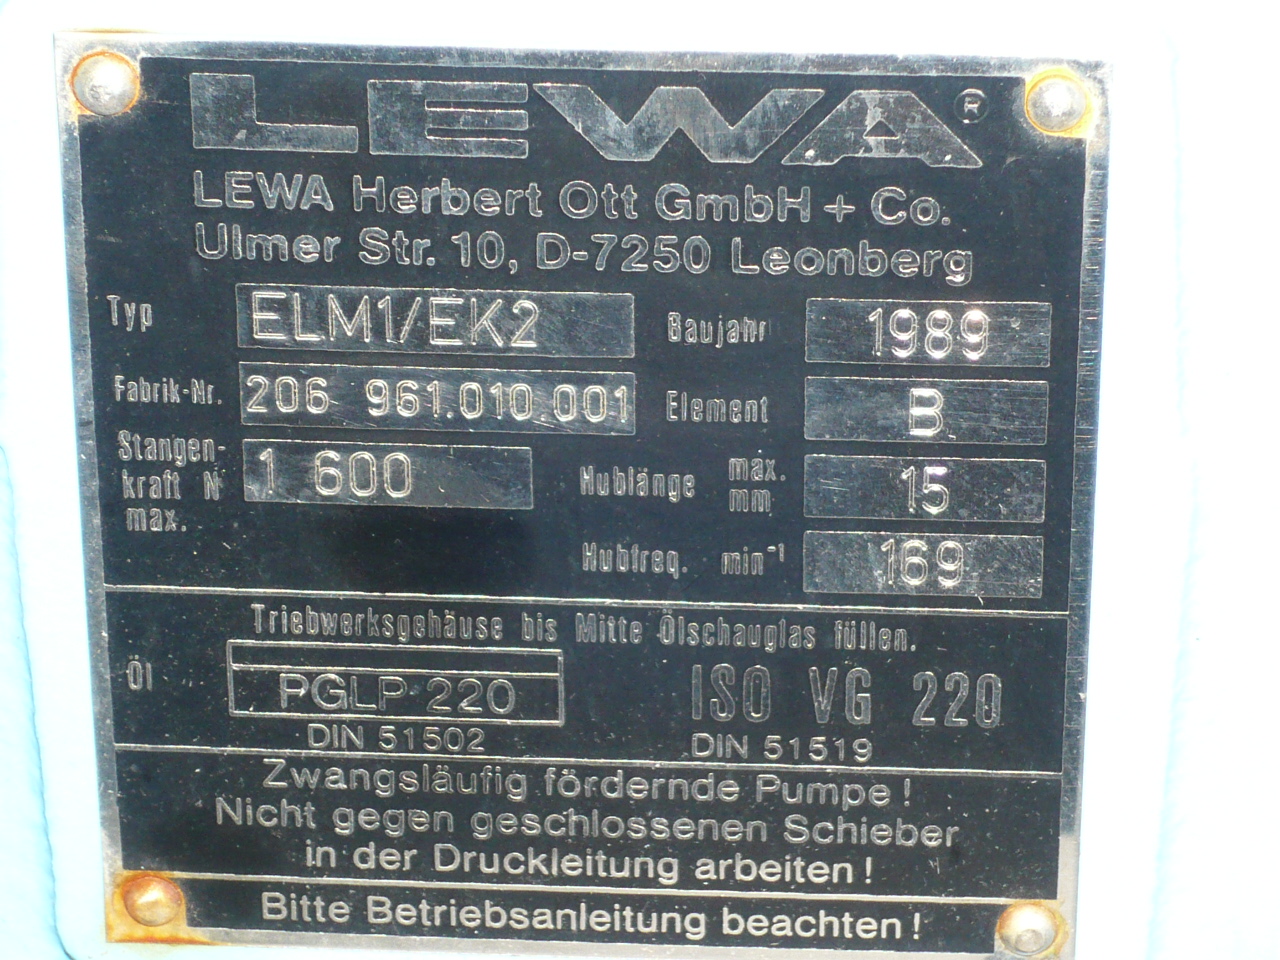 LEWA®
LEWA Herbert Ott GmbH + Co.
Ulmer Str. 10, D-7250 Leonberg
Typ ELM1/EK2 Baujahr 1989
Fabrik-Nr. 206 961.010.001 Element B
Stangen-
kraft N
max. 1 600
Hublänge max.
mm 15
Hubfreq. min⁻¹ 169
Triebwerksgehäuse bis Mitte Ölschauglas füllen.
Öl PGLP 220 ISO VG 220
DIN 51502 DIN 51519
Zwangsläufig fördernde Pumpe !
Nicht gegen geschlossenen Schieber
in der Druckleitung arbeiten !
Bitte Betriebsanleitung beachten !